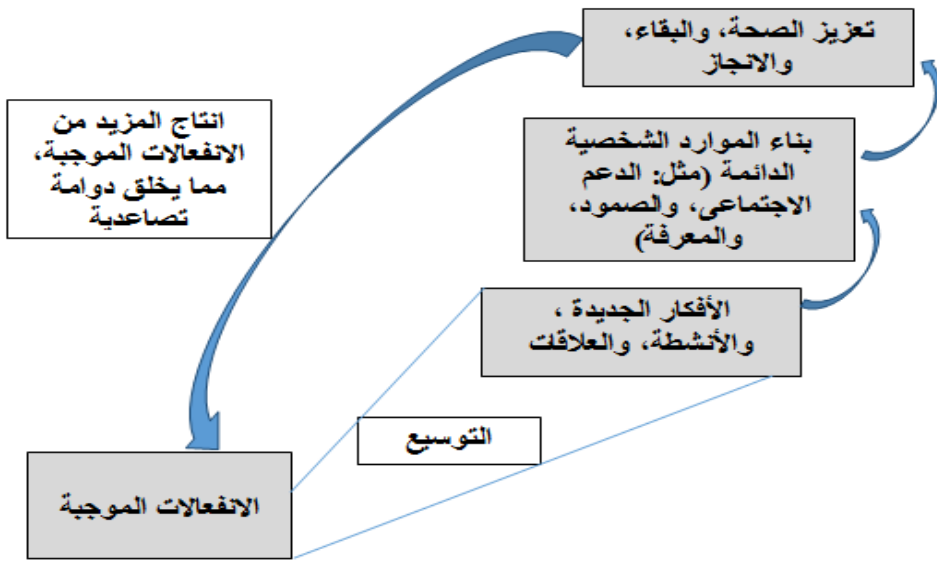 تعزيز الصحة، والبقاء،
والانجاز
انتاج المزيد من
الانفعالات الموجبة،
مما يخلق دوامة
تصاعدية
بناء الموارد الشخصية
الدائمة (مثل: الدعم
الاجتماعى، والصمود،
والمعرفة)
الأفكار الجديدة ،
والأنشطة، والعلاقات
التوسيع
الانفعالات الموجبة